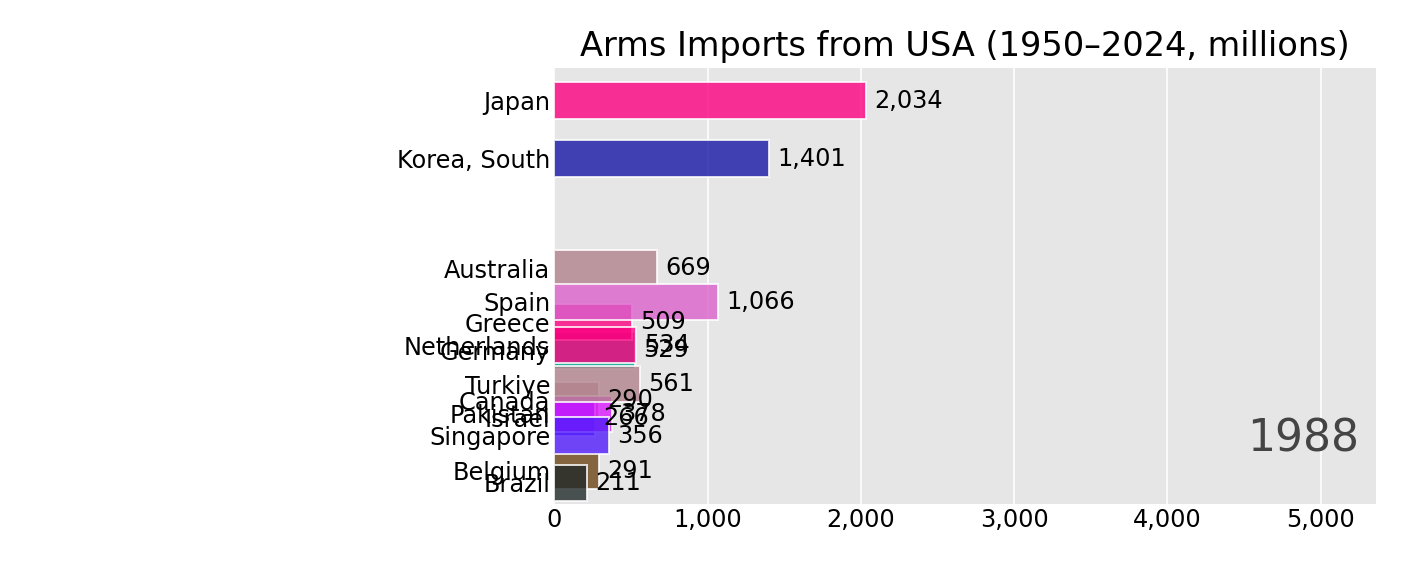 Arms Imports from USA (1950–2024, millions)
Japan 2,034
Korea, South 1,401
Australia 669
Spain 1,066
Greece 509
Netherlands 534
Germany 529
Turkiye 561
Canada 290
Pakistan 378
Israel 266
Singapore 356
1988
Belgium 291
Brazil 211
0 1,000 2,000 3,000 4,000 5,000